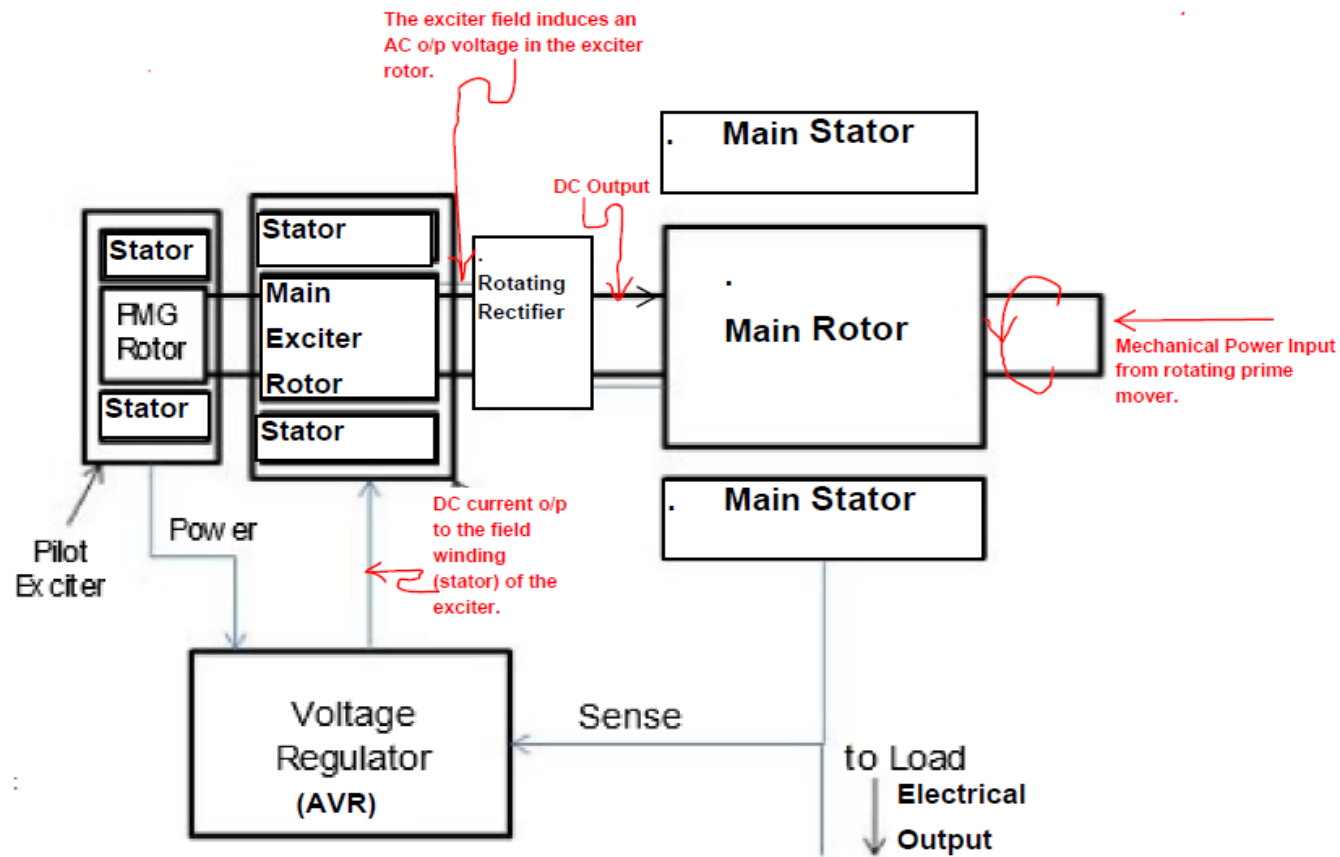 The exciter field induces an
AC o/p voltage in the exciter
rotor.
. Main Stator
DC Output
Stator
PMG
Rotor
Stator
Stator
Main
Exciter
Rotor
Stator
.
Rotating
Rectifier
.
Main Rotor
Mechanical Power Input
from rotating prime
mover.
. Main Stator
Pilot
Exciter
Power
DC current o/p
to the field
winding
(stator) of the
exciter.
Voltage
Regulator
(AVR)
Sense
to Load
Electrical
Output